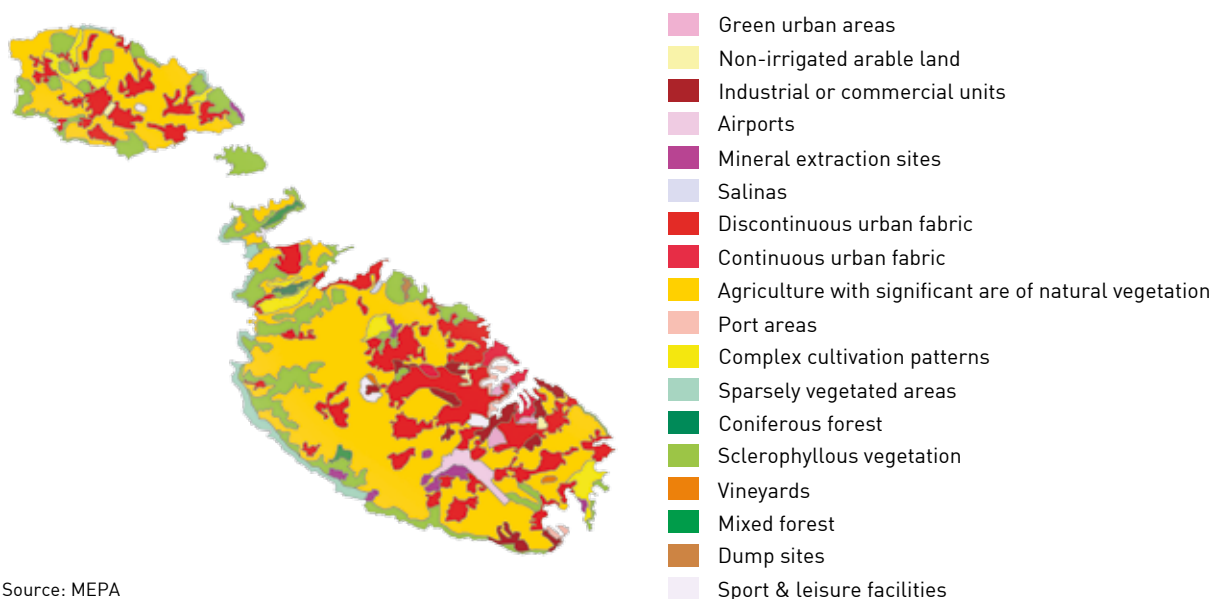 Green urban areas
Non-irrigated arable land
Industrial or commercial units
Airports
Mineral extraction sites
Salinas
Discontinuous urban fabric
Continuous urban fabric
Agriculture with significant are of natural vegetation
Port areas
Complex cultivation patterns
Sparsely vegetated areas
Coniferous forest
Sclerophyllous vegetation
Vineyards
Mixed forest
Dump sites
Sport & leisure facilities
Source: MEPA